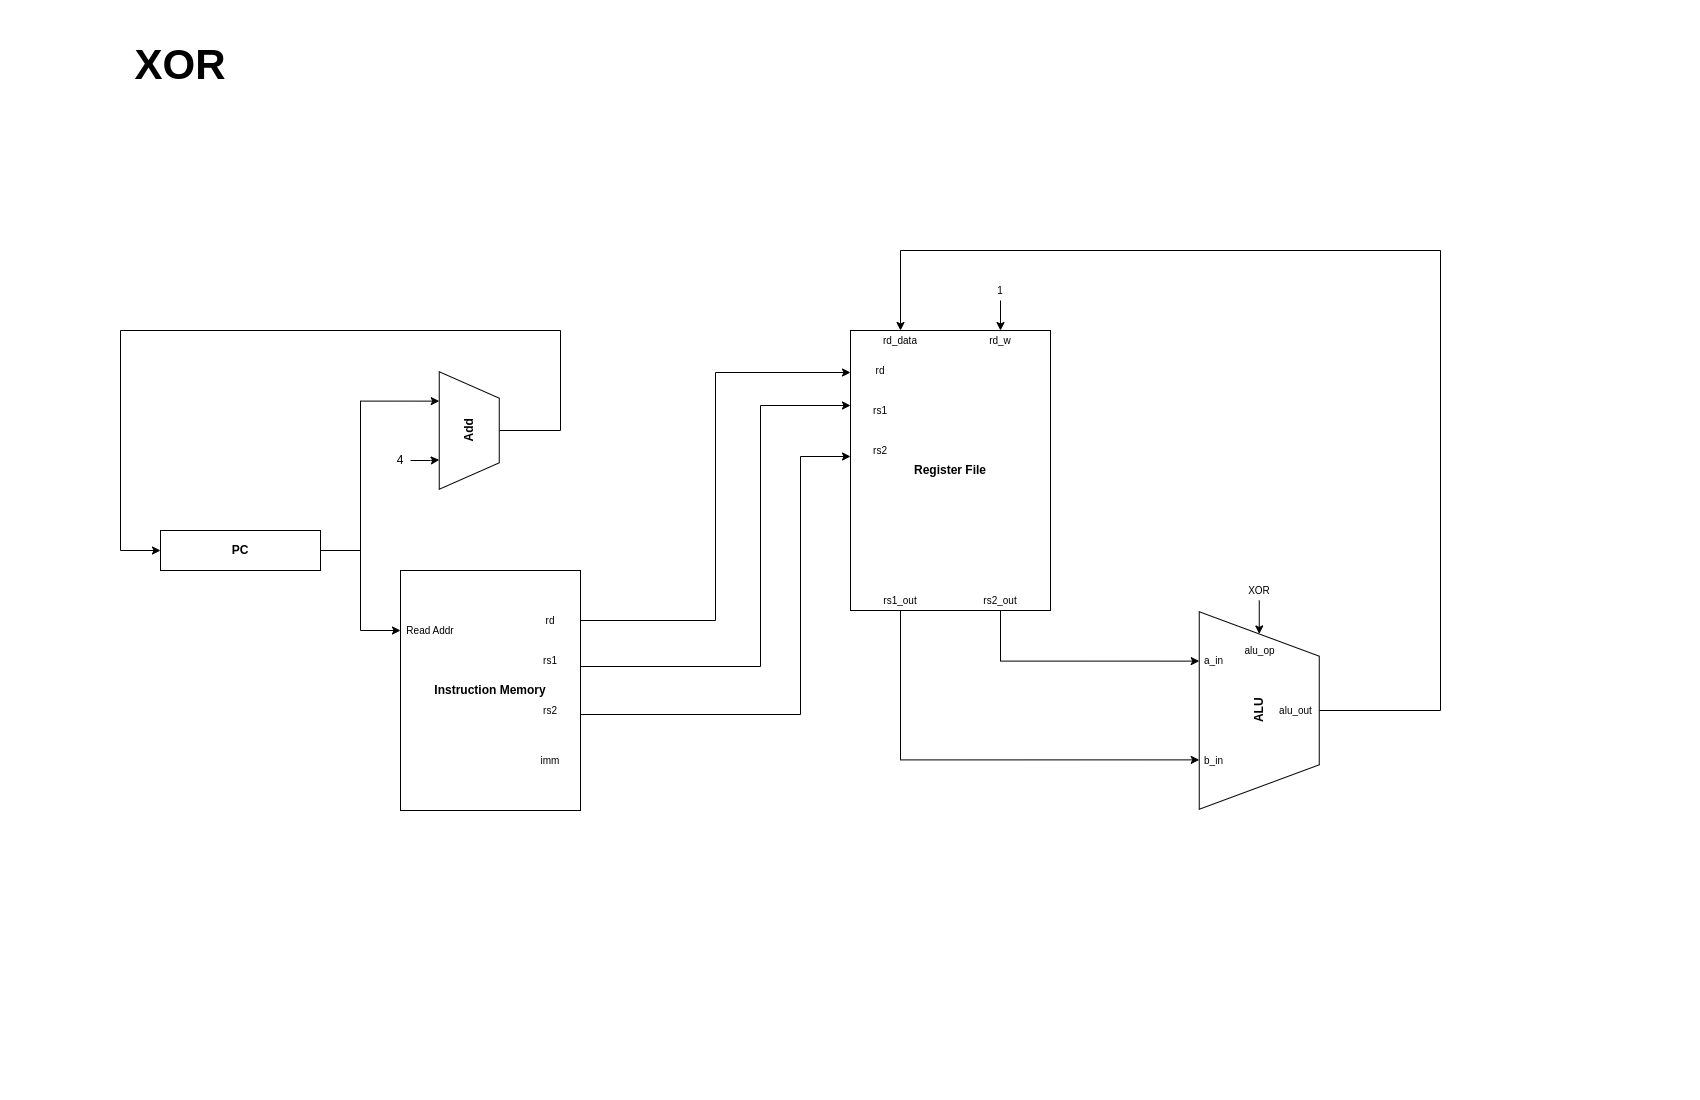 XOR
1
rd_data
rd_w
rd
rs1
rs2
Register File
rs1_out
rs2_out
Add
4
PC
Read Addr
rd
rs1
Instruction Memory
rs2
imm
XOR
alu_op
a_in
ALU
alu_out
b_in